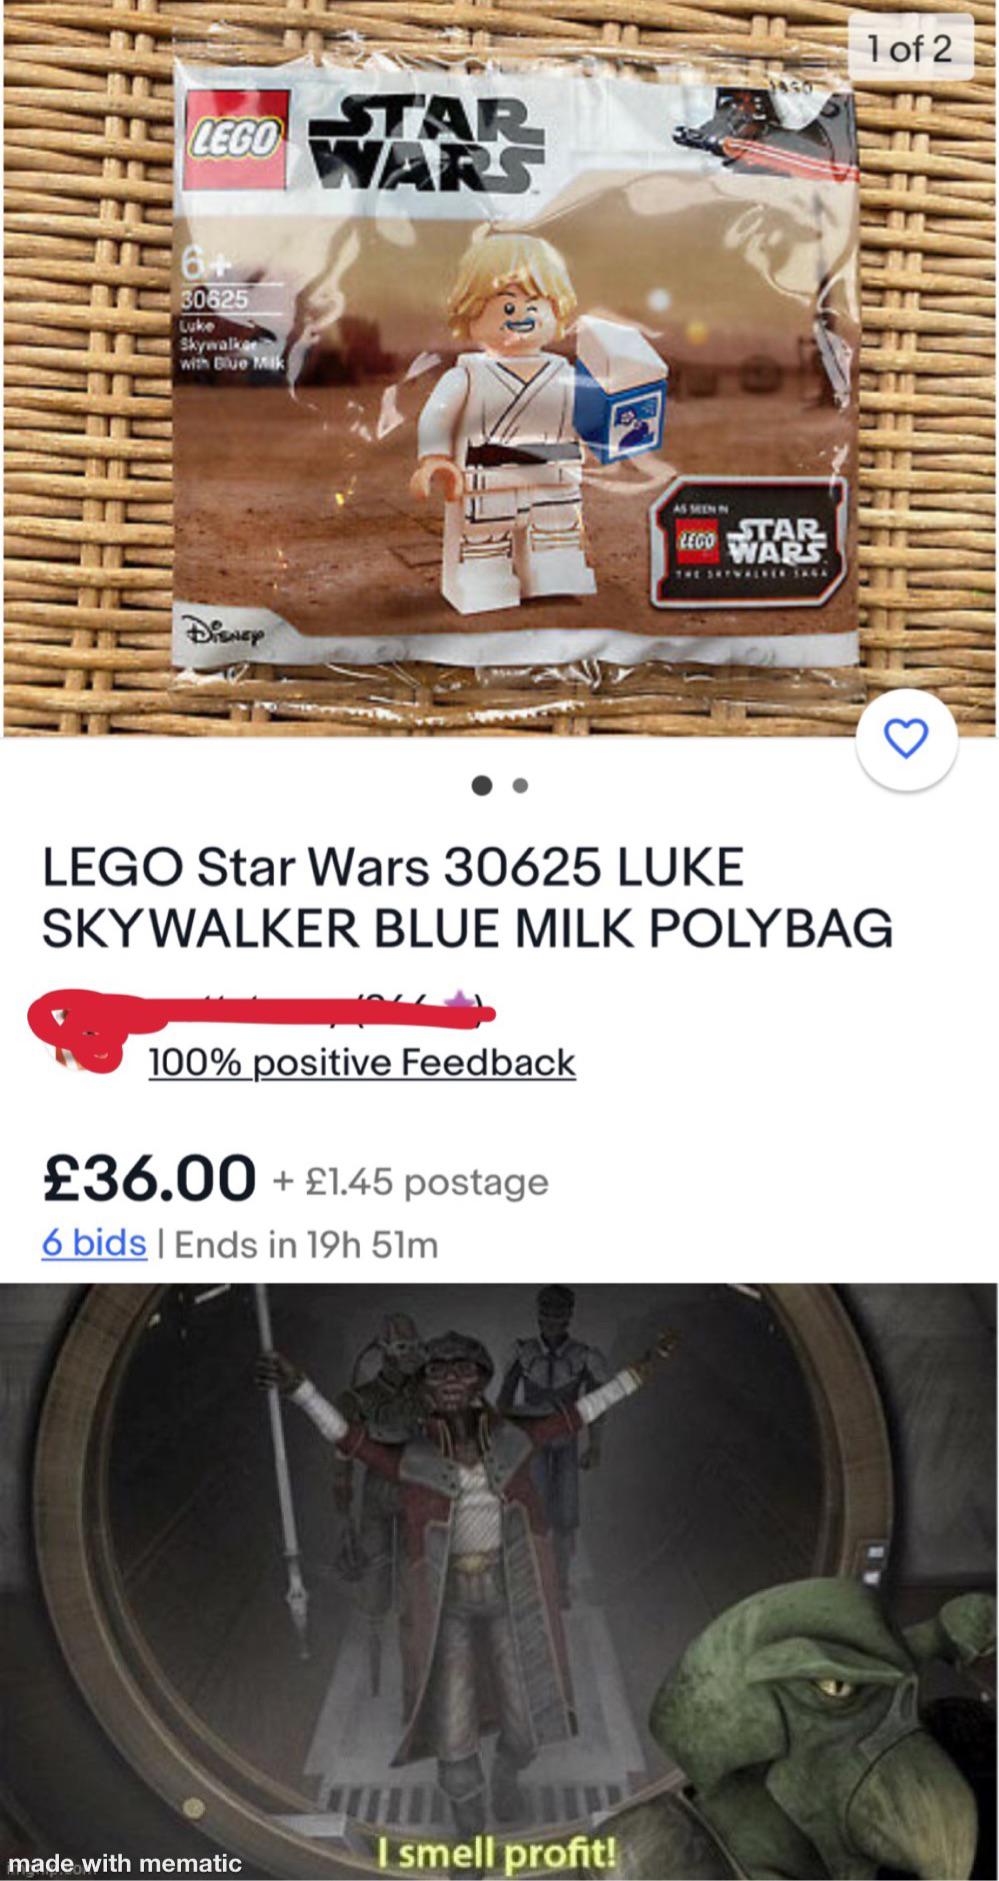 1 of 2
LEGO
STAR
WARS
6+
30625
Luke
Skywalker
with Blue Milk
AS SEEN IN
LEGO
STAR
WARS
THE SKYWALKER SAGA
Disney
LEGO Star Wars 30625 LUKE
SKYWALKER BLUE MILK POLYBAG
100% positive Feedback
£36.00 + £1.45 postage
6 bids | Ends in 19h 51m
I smell profit!
made with mematic